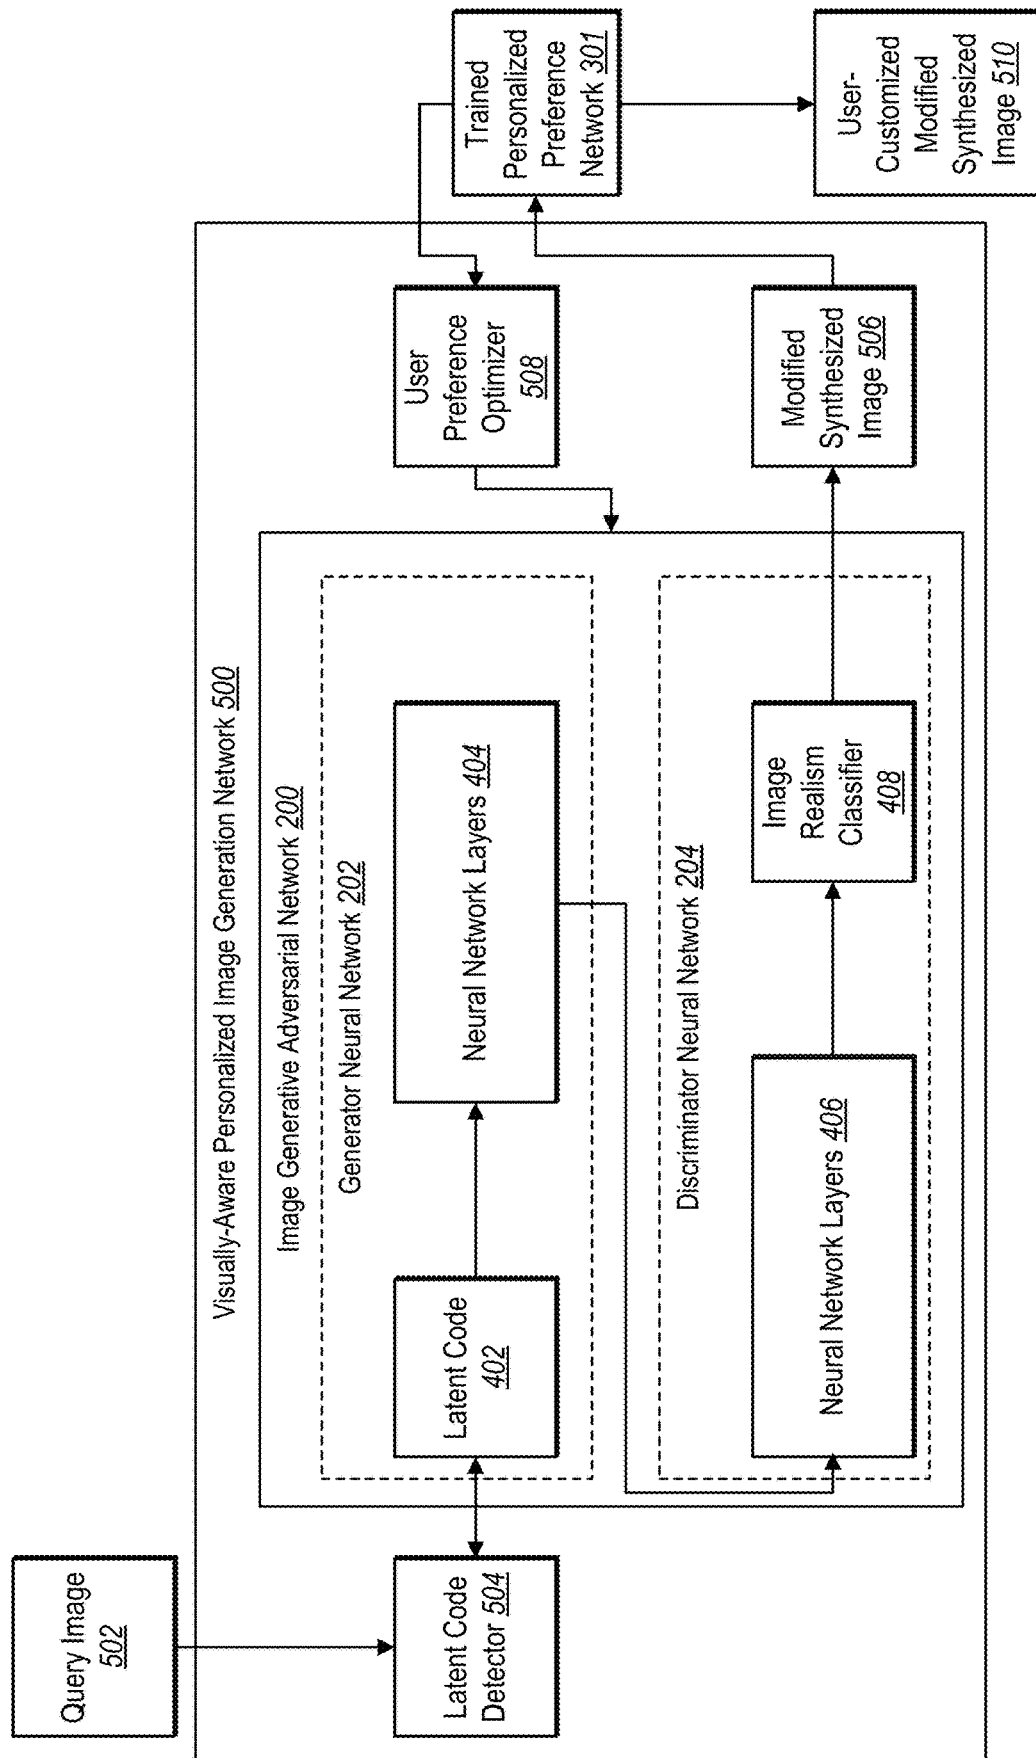 Query Image
502
Visually-Aware Personalized Image Generation Network 500
Latent Code
Detector 504
Image Generative Adversarial Network 200
Generator Neural Network 202
Latent Code
402
Neural Network Layers 404
Discriminator Neural Network 204
Neural Network Layers 406
Image
Realism
Classifier
408
User
Preference
Optimizer
508
Modified
Synthesized
Image 506
Trained
Personalized
Preference
Network 301
User-
Customized
Modified
Synthesized
Image 510